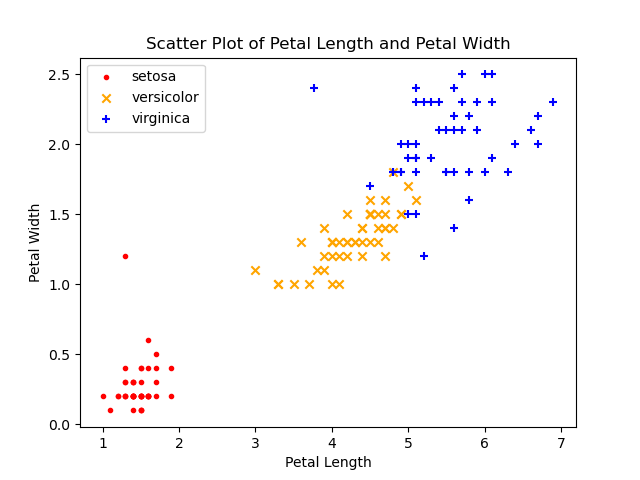 Scatter Plot of Petal Length and Petal Width
setosa
versicolor
virginica
Petal Width
2.5
2.0
1.5
1.0
0.5
0.0
1 2 3 4 5 6 7
Petal Length